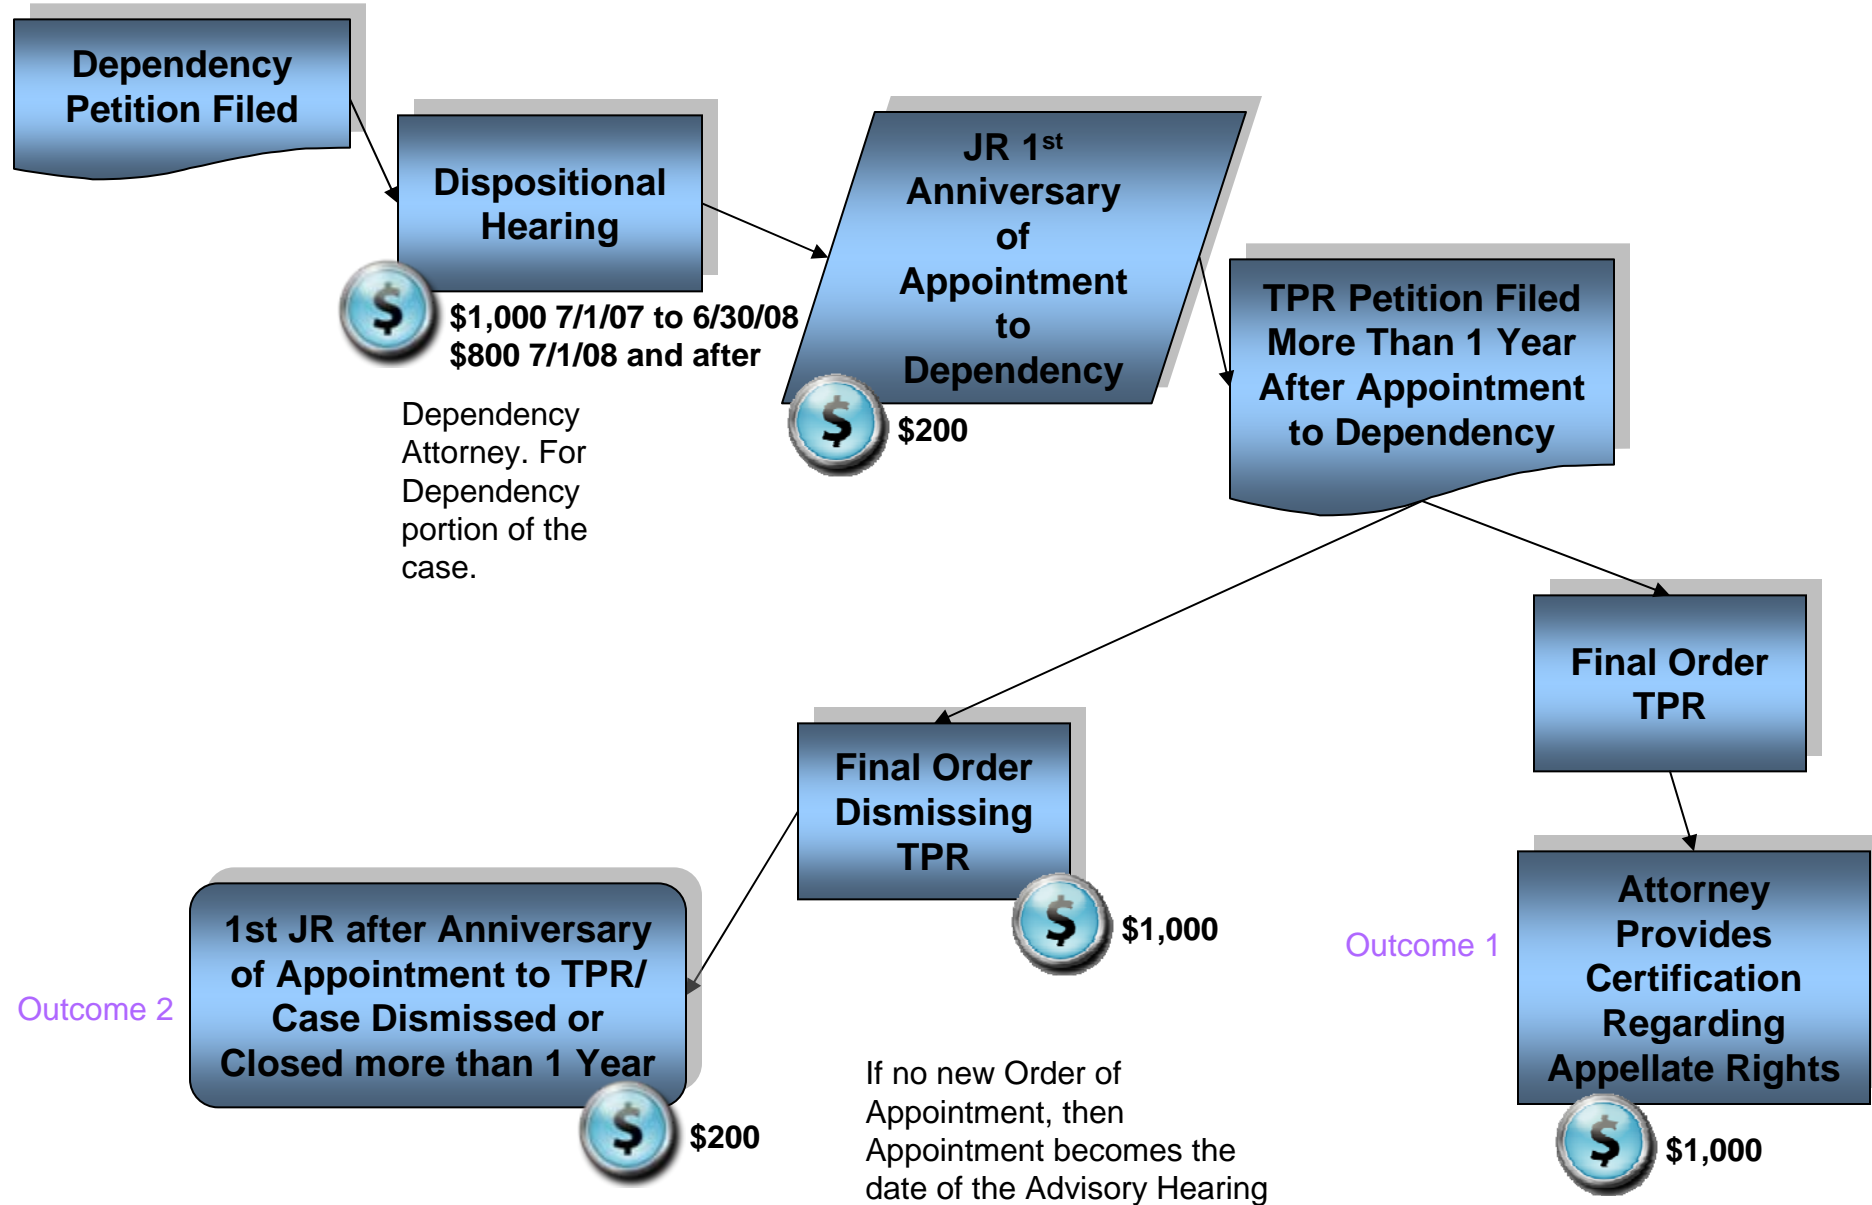 Dependency
Petition Filed
Dispositional
Hearing
$
$1,000 7/1/07 to 6/30/08
$800 7/1/08 and after
Dependency
Attorney. For
Dependency
portion of the
case.
JR 1st
Anniversary
of
Appointment
to
Dependency
$
$200
TPR Petition Filed
More Than 1 Year
After Appointment
to Dependency
Final Order
TPR
Final Order
Dismissing
TPR
$
$1,000
Outcome 1
Attorney
Provides
Certification
Regarding
Appellate Rights
$
$1,000
Outcome 2
1st JR after Anniversary
of Appointment to TPR/
Case Dismissed or
Closed more than 1 Year
$
$200
If no new Order of
Appointment, then
Appointment becomes the
date of the Advisory Hearing